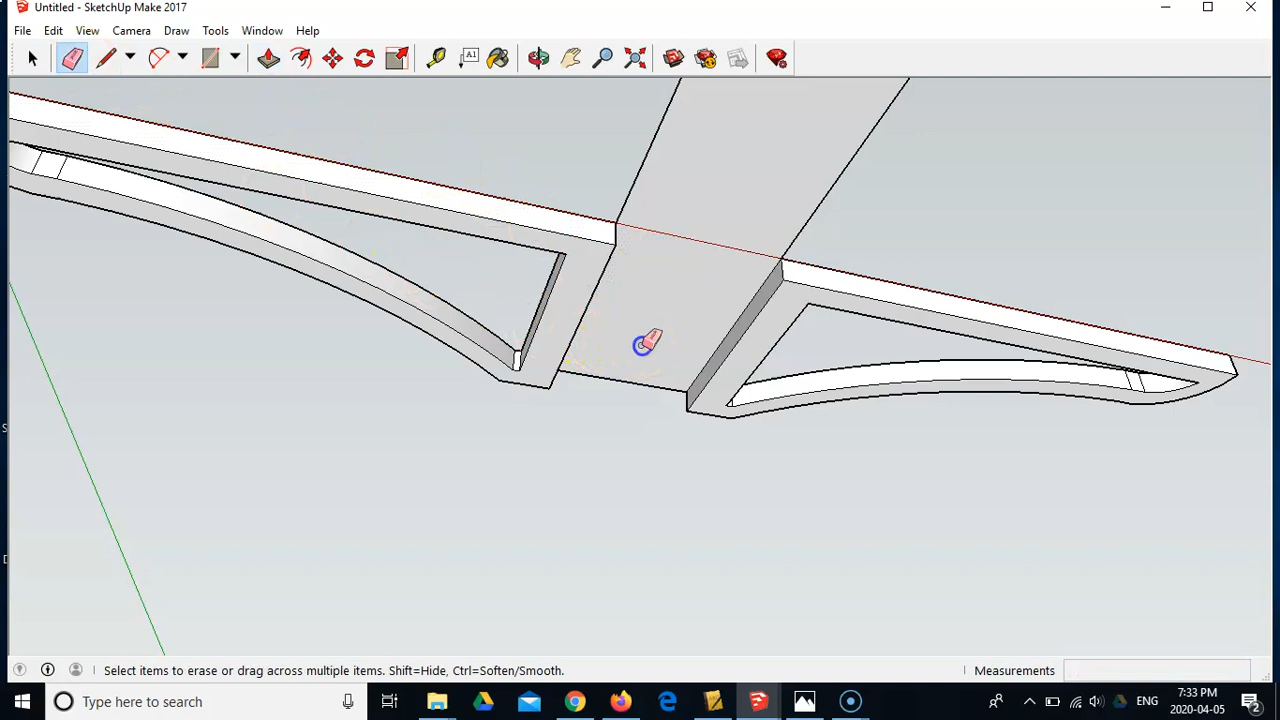 Untitled - SketchUp Make 2017
File Edit View Camera Draw Tools Window Help
A1
Select items to erase or drag across multiple items. Shift=Hide, Ctrl=Soften/Smooth.
Measurements
Type here to search
ENG
7:33 PM
2020-04-05
2